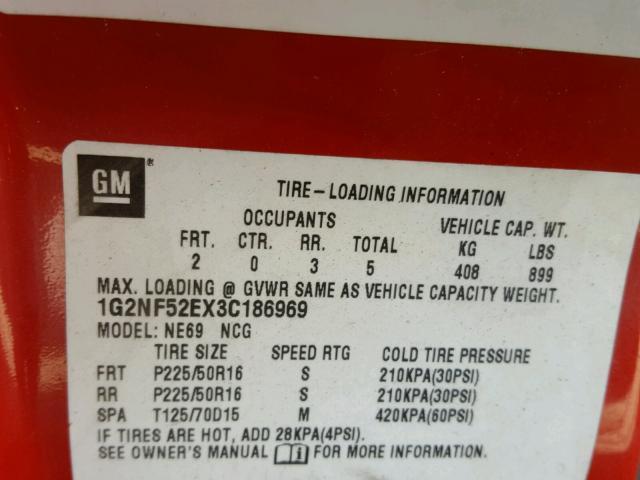 GM®
TIRE-LOADING INFORMATION
OCCUPANTS VEHICLE CAP. WT.
FRT. CTR. RR. TOTAL KG LBS
2 0 3 5 408 899
MAX. LOADING @ GVWR SAME AS VEHICLE CAPACITY WEIGHT.
1G2NF52EX3C186969
MODEL: NE69 NCG
TIRE SIZE SPEED RTG COLD TIRE PRESSURE
FRT P225/50R16 S 210KPA(30PSI)
RR P225/50R16 S 210KPA(30PSI)
SPA T125/70D15 M 420KPA(60PSI)
IF TIRES ARE HOT, ADD 28KPA(4PSI).
SEE OWNER'S MANUAL FOR MORE INFORMATION.